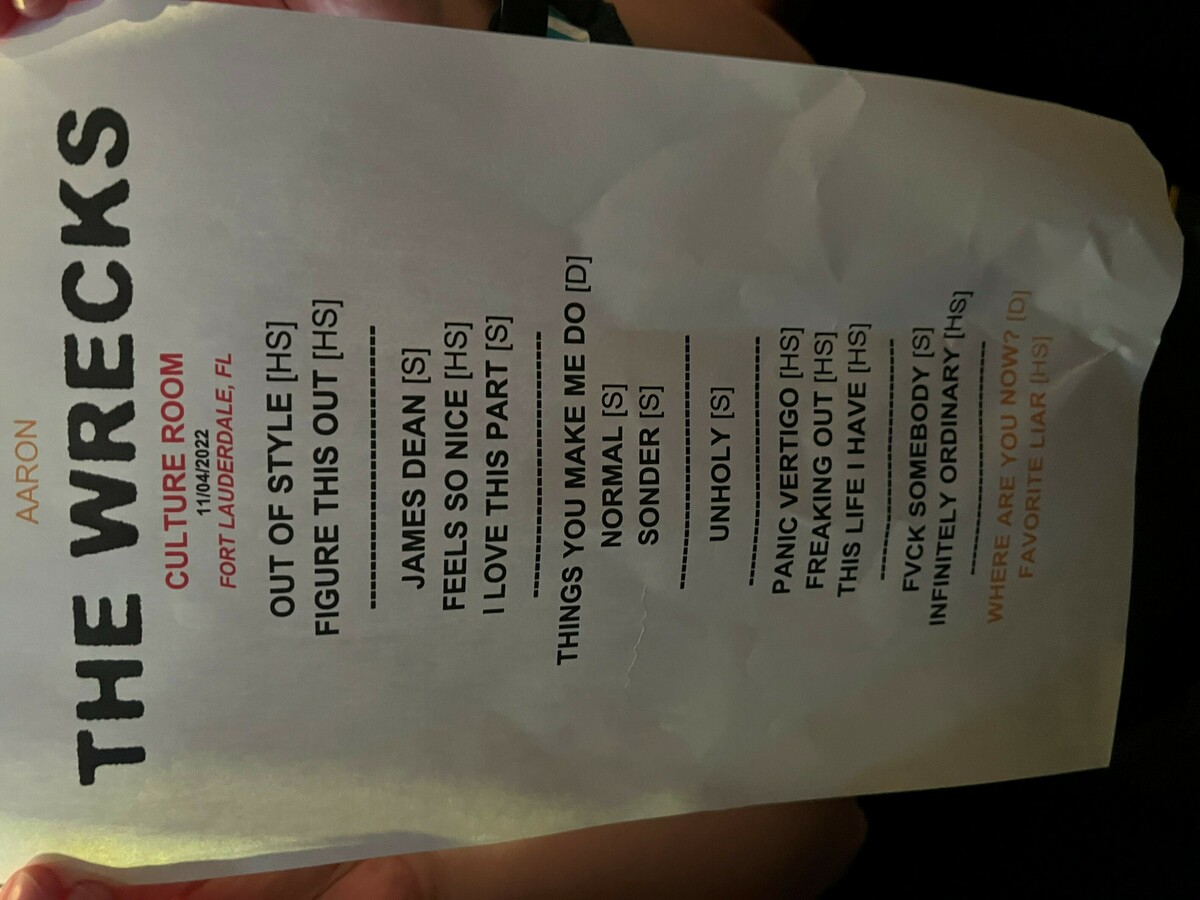 AARON
THE WRECKS
CULTURE ROOM
11/04/2022
FORT LAUDERDALE, FL
OUT OF STYLE [HS]
FIGURE THIS OUT [HS]
------------------------------
JAMES DEAN [S]
FEELS SO NICE [HS]
I LOVE THIS PART [S]
------------------------------
THINGS YOU MAKE ME DO [D]
NORMAL [S]
SONDER [S]
------------------------------
UNHOLY [S]
------------------------------
PANIC VERTIGO [HS]
FREAKING OUT [HS]
THIS LIFE I HAVE [HS]
------------------------------
FVCK SOMEBODY [S]
INFINITELY ORDINARY [HS]
------------------------------
WHERE ARE YOU NOW? [D]
FAVORITE LIAR [HS]